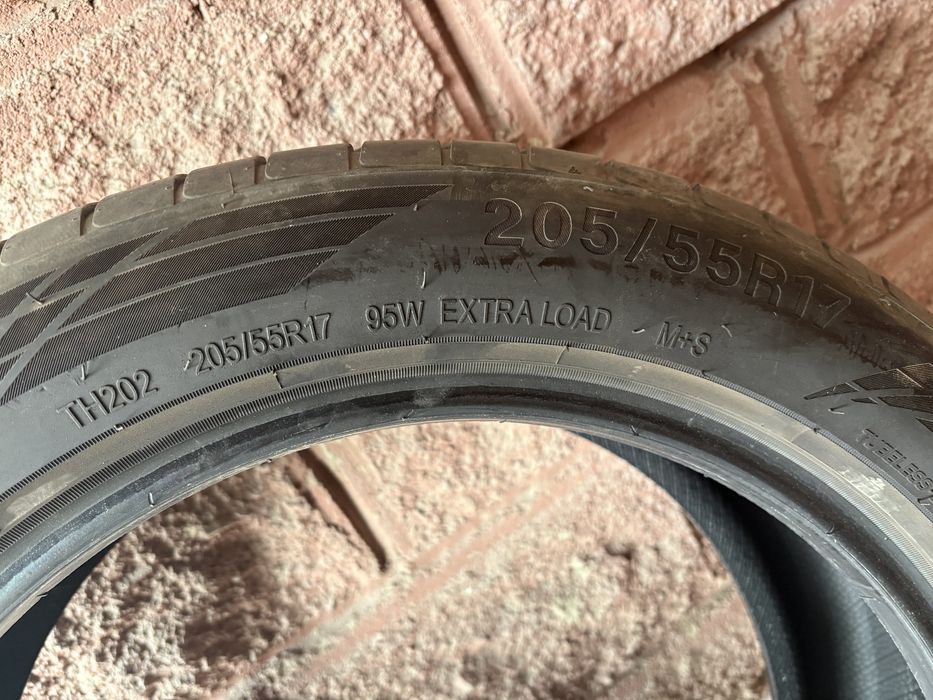 205/55R17
TH202 205/55R17 95W EXTRA LOAD M+S
TUBELESS